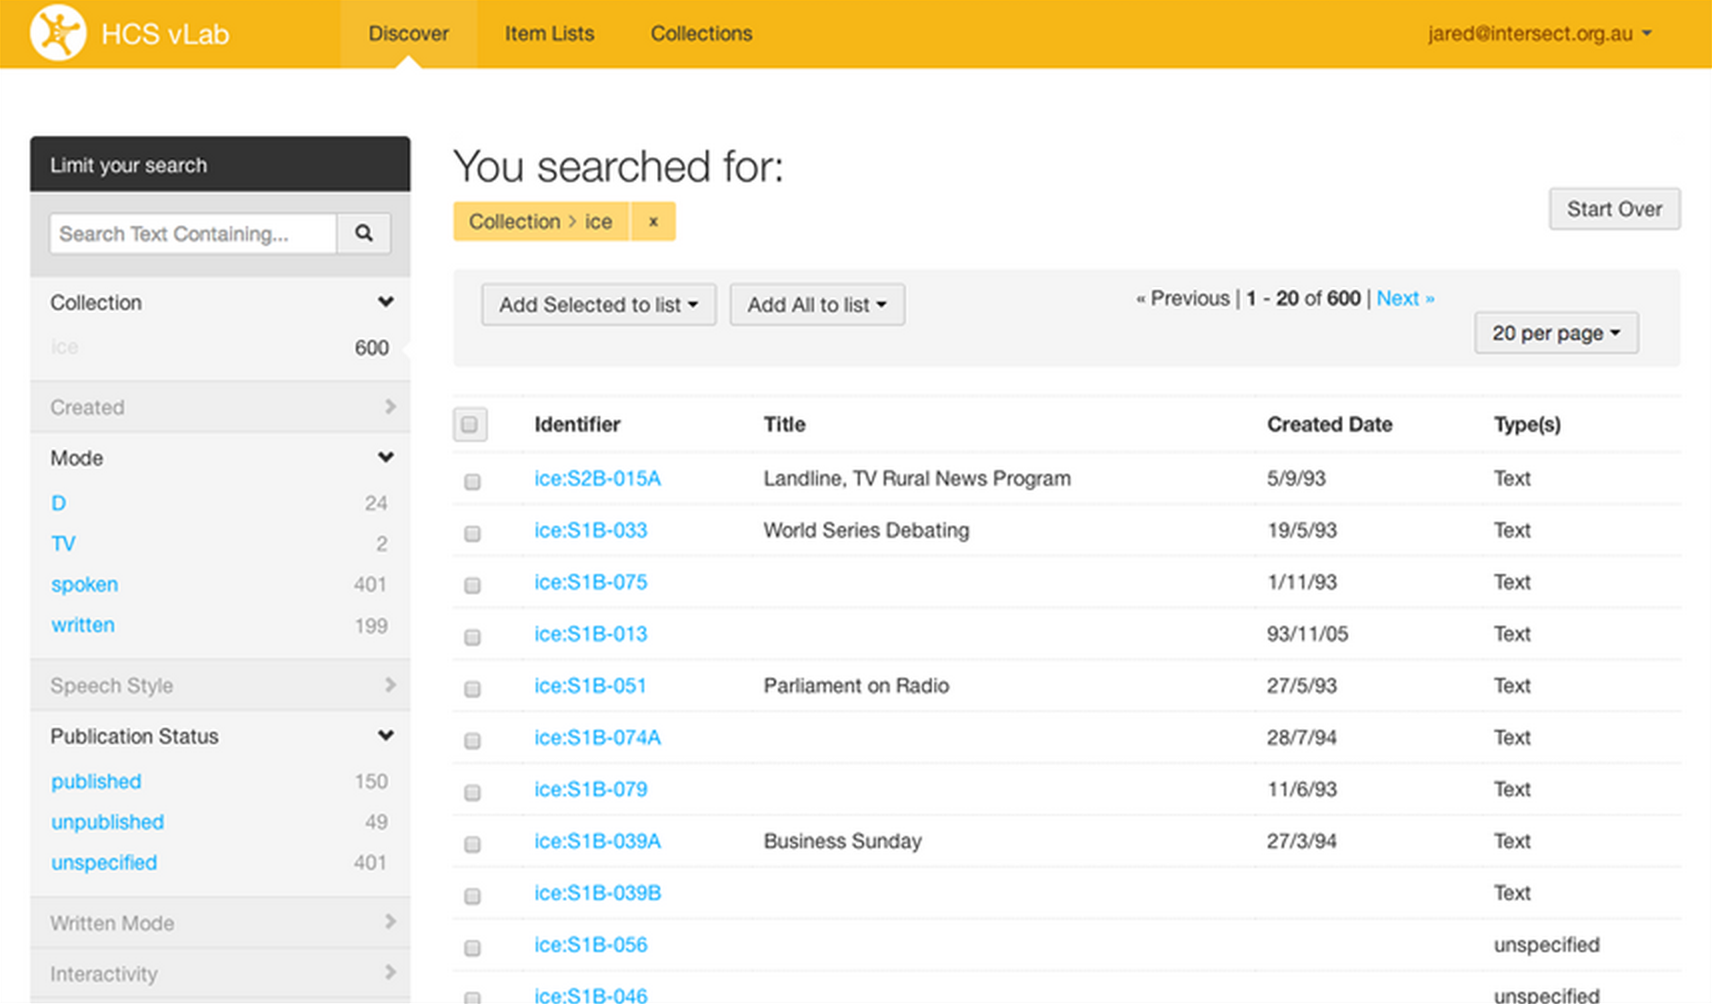 HCS vLab
Discover
Item Lists
Collections
jared@intersect.org.au
Limit your search
Search Text Containing...
Collection
ice 600
Created
Mode
D 24
TV 2
spoken 401
written 199
Speech Style
Publication Status
published 150
unpublished 49
unspecified 401
Written Mode
Interactivity
You searched for:
Collection > ice x
Start Over
Add Selected to list
Add All to list
« Previous | 1 - 20 of 600 | Next »
20 per page
Identifier Title Created Date Type(s)
ice:S2B-015A Landline, TV Rural News Program 5/9/93 Text
ice:S1B-033 World Series Debating 19/5/93 Text
ice:S1B-075 1/11/93 Text
ice:S1B-013 93/11/05 Text
ice:S1B-051 Parliament on Radio 27/5/93 Text
ice:S1B-074A 28/7/94 Text
ice:S1B-079 11/6/93 Text
ice:S1B-039A Business Sunday 27/3/94 Text
ice:S1B-039B Text
ice:S1B-056 unspecified
ice:S1B-046 unspecified